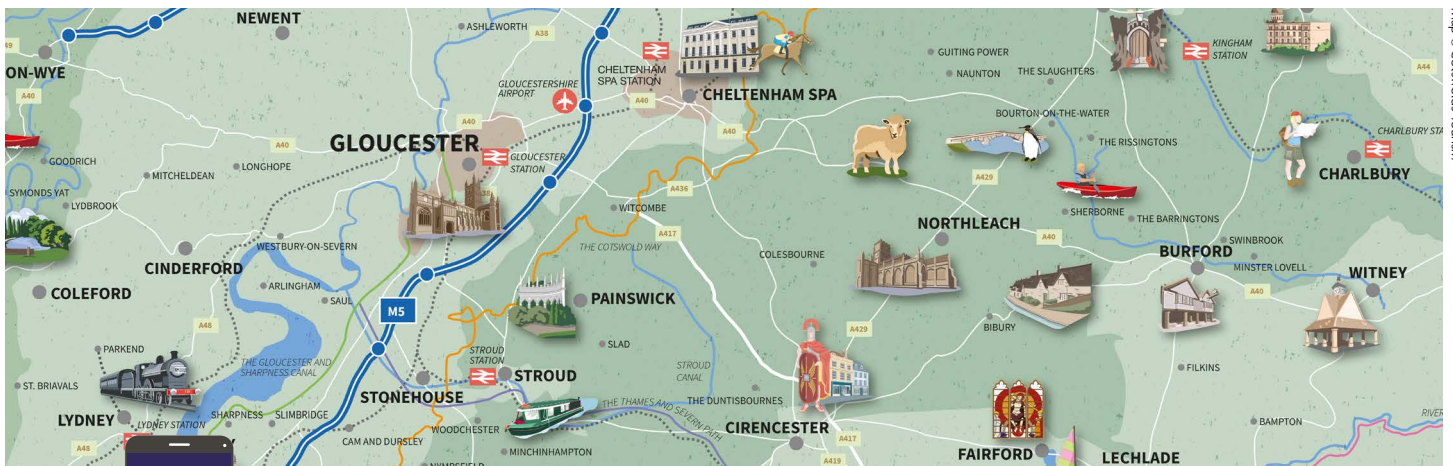 NEWENT
ASHLEWORTH
A38
ON-WYE
A40
GOODRICH
SYMONDS YAT
LYDBROOK
MITCHELDEAN
LONGHOPE
A40
GLOUCESTERSHIRE
AIRPORT
A40
GLOUCESTER
GLOUCESTER
STATION
CHELTENHAM
SPA STATION
A40
CHELTENHAM SPA
A40
GUITING POWER
NAUNTON
THE SLAUGHTERS
BOURTON-ON-THE-WATER
THE RISSINGTONS
KINGHAM
STATION
A44
CHARLBURY STA
CHARLBURY
A436
WITCOMBE
A417
THE COTSWOLD WAY
COLESBOURNE
NORTHLEACH
A429
SHERBORNE
THE BARRINGTONS
A40
BURFORD
SWINBROOK
MINSTER LOVELL
A40
WITNEY
WESTBURY-ON-SEVERN
CINDERFORD
COLEFORD
ARLINGHAM
SAUL
M5
A48
PAINSWICK
SLAD
BIBURY
A429
PARKEND
THE GLOUCESTER AND
SHARPNESS CANAL
ST. BRIAVALS
STROUD
STATION
STROUD
STROUD
CANAL
STONEHOUSE
FILKINS
LYDNEY
LYDNEY STATION
SHARPNESS
SLIMBRIDGE
A48
CAM AND DURSLEY
WOODCHESTER
THE THAMES AND SEVERN PATH
THE DUNTISBOURNES
CIRENCESTER
A417
A419
MINCHINHAMPTON
NYMPSFIELD
BAMPTON
RIVER
FAIRFORD
LECHLADE